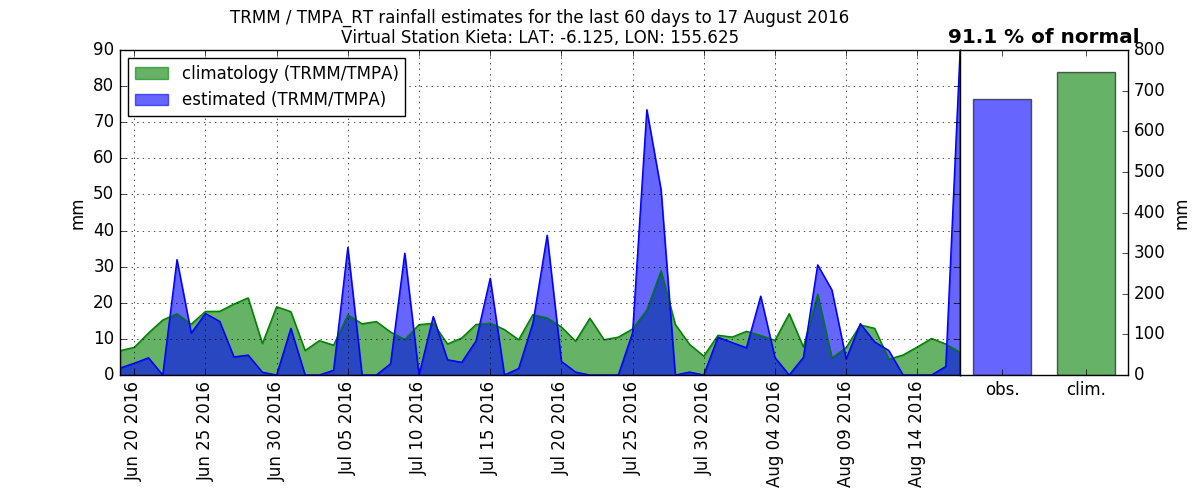 TRMM / TMPA_RT rainfall estimates for the last 60 days to 17 August 2016
Virtual Station Kieta: LAT: -6.125, LON: 155.625
91.1 % of normal
climatology (TRMM/TMPA)
estimated (TRMM/TMPA)
mm
90
80
70
60
50
40
30
20
10
0
Jun 20 2016
Jun 25 2016
Jun 30 2016
Jul 05 2016
Jul 10 2016
Jul 15 2016
Jul 20 2016
Jul 25 2016
Jul 30 2016
Aug 04 2016
Aug 09 2016
Aug 14 2016
obs.
clim.
800
700
600
500
400
300
200
100
0
mm